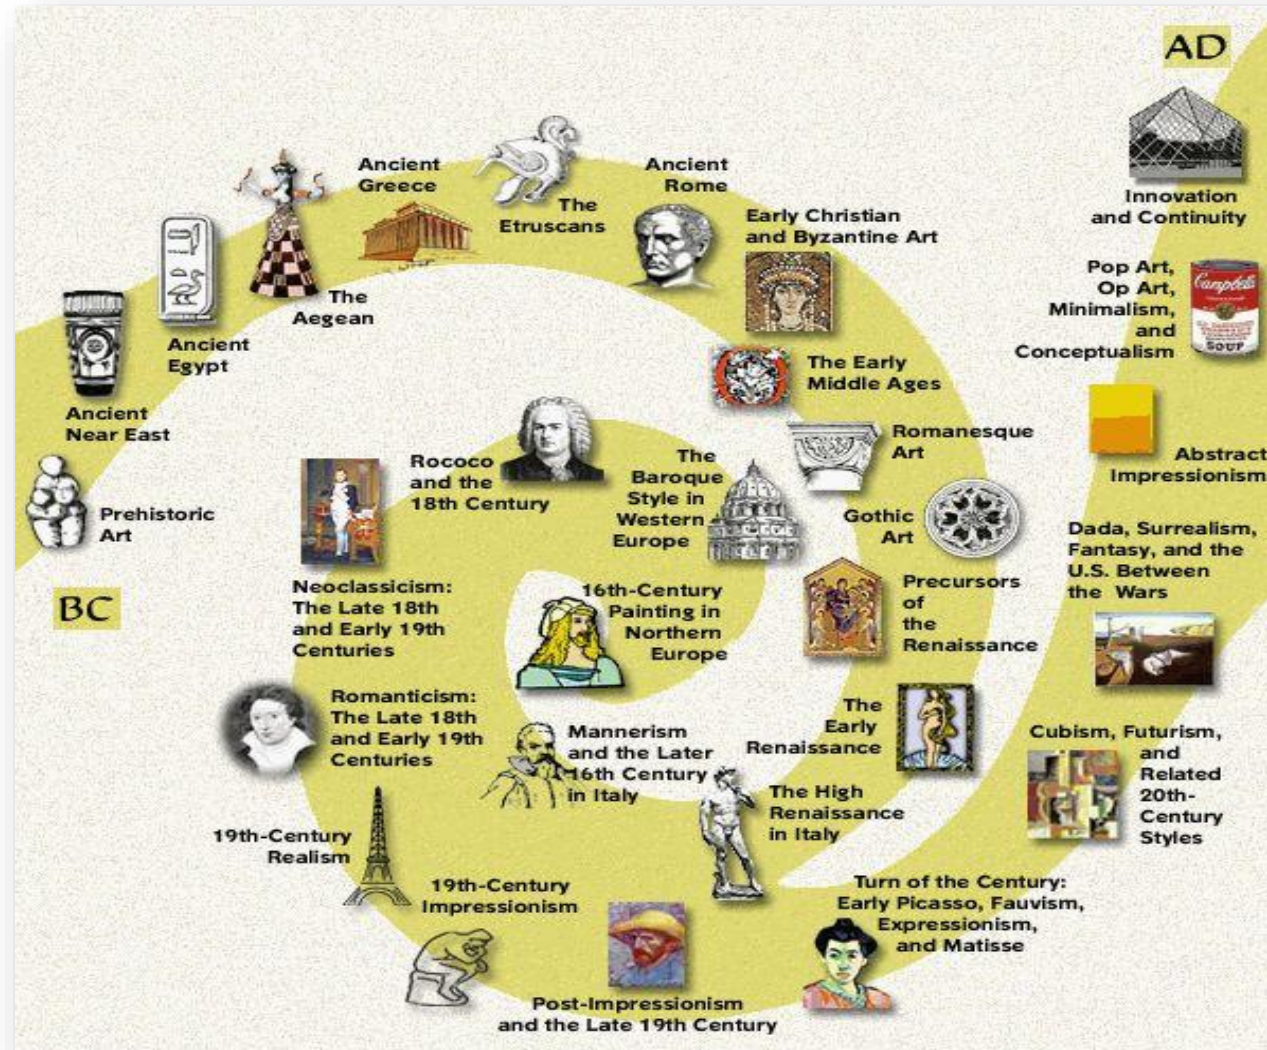 AD
Innovation
and Continuity
Pop Art,
Op Art,
Minimalism,
and
Conceptualism
Campbell's
SOUP
Abstract
Impressionism
Dada, Surrealism,
Fantasy, and the
U.S. Between
the Wars
Cubism, Futurism,
and
Related
20th-
Century
Styles
Turn of the Century:
Early Picasso, Fauvism,
Expressionism,
and Matisse
Post-Impressionism
and the Late 19th Century
19th-Century
Impressionism
19th-Century
Realism
Romanticism:
The Late 18th
and Early 19th
Centuries
Neoclassicism:
The Late 18th
and Early 19th
Centuries
Rococo
and the
18th Century
The
Baroque
Style in
Western
Europe
16th-Century
Painting in
Northern
Europe
Mannerism
and the Later
16th Century
in Italy
The High
Renaissance
in Italy
The
Early
Renaissance
Precursors
of
the
Renaissance
Gothic
Art
Romanesque
Art
The Early
Middle Ages
Early Christian
and Byzantine Art
Ancient
Rome
The
Etruscans
Ancient
Greece
The
Aegean
Ancient
Egypt
Ancient
Near East
Prehistoric
Art
BC